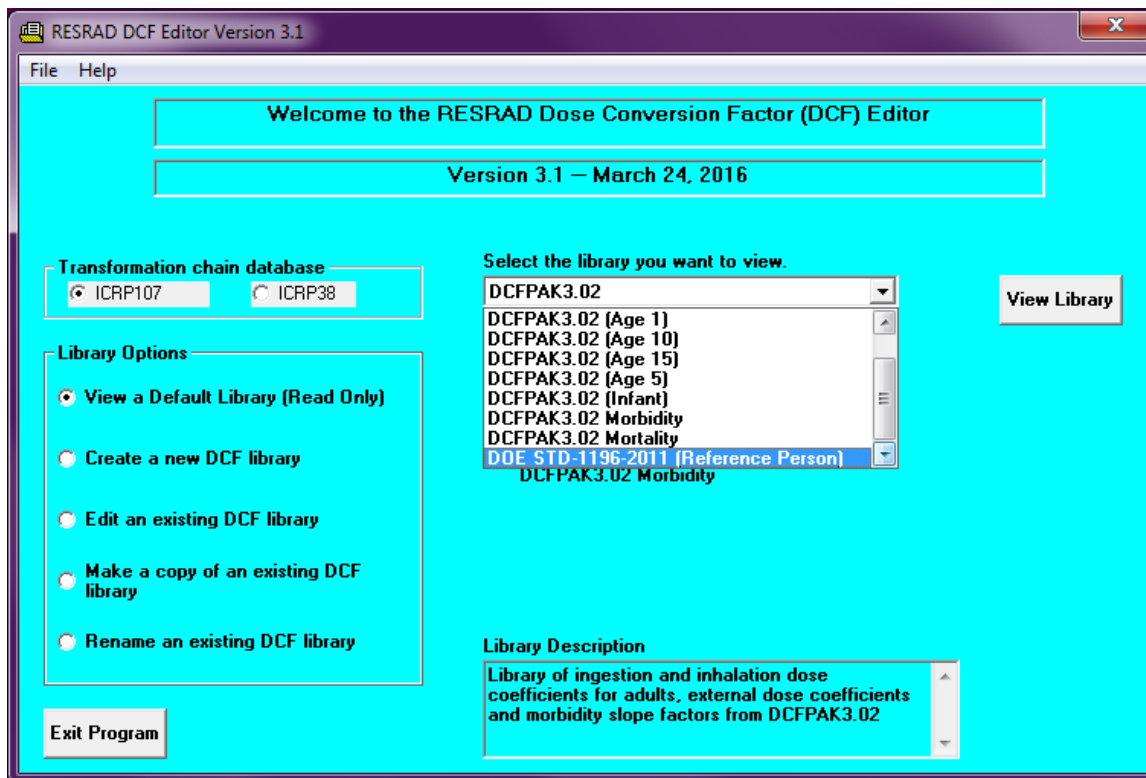 RESRAD DCF Editor Version 3.1
X
File Help
Welcome to the RESRAD Dose Conversion Factor (DCF) Editor
Version 3.1 — March 24, 2016
Transformation chain database
ICRP107 ICRP38
Select the library you want to view.
DCFPAK3.02
View Library
DCFPAK3.02 (Age 1)
DCFPAK3.02 (Age 10)
DCFPAK3.02 (Age 15)
DCFPAK3.02 (Age 5)
DCFPAK3.02 (Infant)
DCFPAK3.02 Morbidity
DCFPAK3.02 Mortality
DOE STD-1196-2011 (Reference Person)
DCFPAK3.02 Morbidity
Library Options
View a Default Library (Read Only)
Create a new DCF library
Edit an existing DCF library
Make a copy of an existing DCF
library
Rename an existing DCF library
Library Description
Library of ingestion and inhalation dose
coefficients for adults, external dose coefficients
and morbidity slope factors from DCFPAK3.02
Exit Program